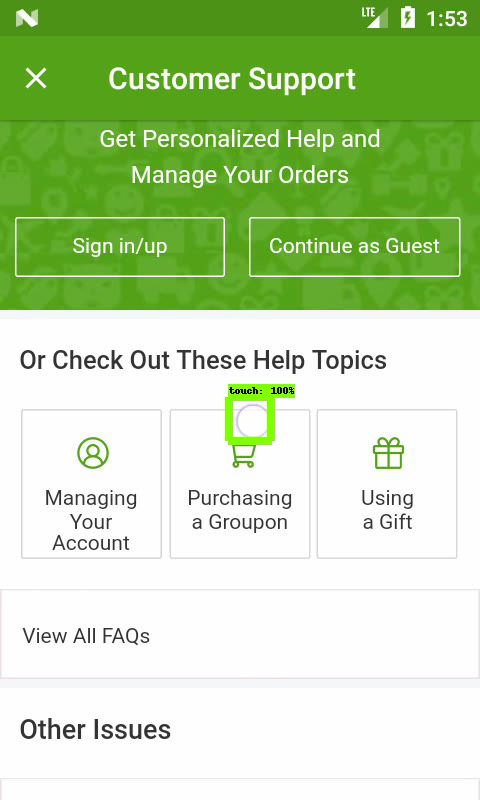 LTE 1:53
Customer Support
Get Personalized Help and
Manage Your Orders
Sign in/up
Continue as Guest
Or Check Out These Help Topics
touch: 100%
Managing
Your
Account
Purchasing
a Groupon
Using
a Gift
View All FAQs
Other Issues